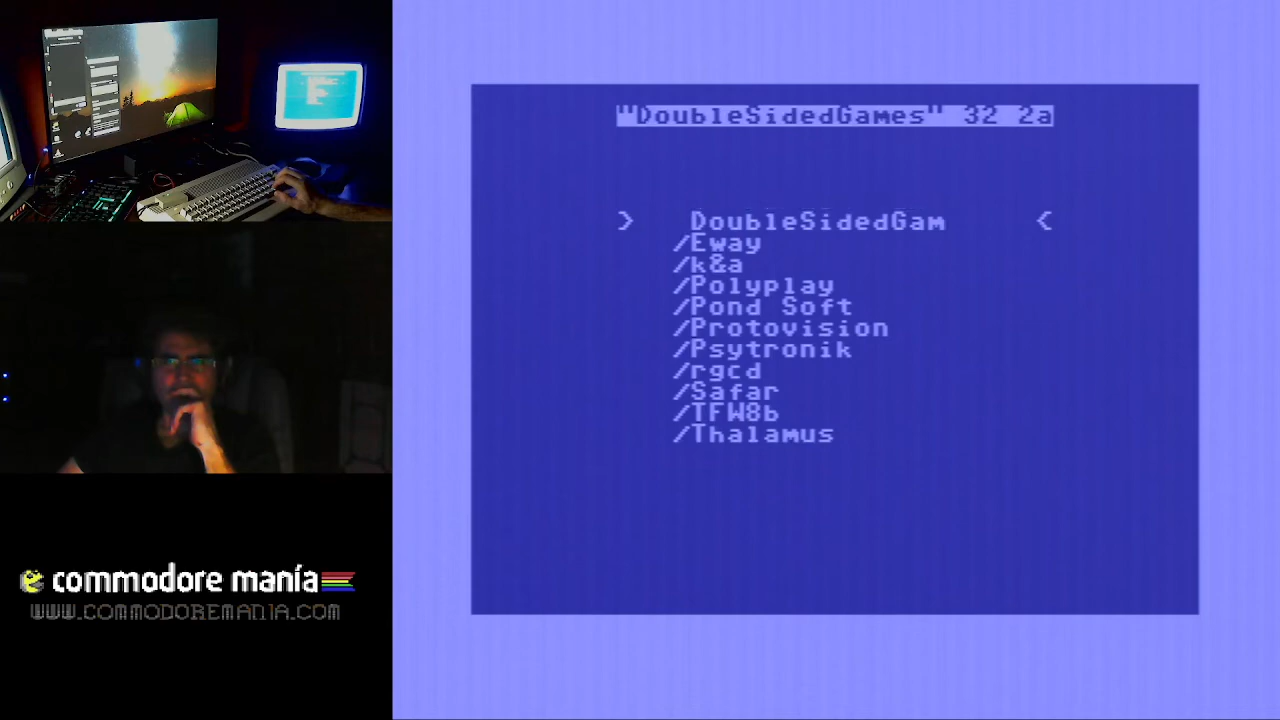 "DoubleSidedGames" 32 2a
> DoubleSidedGam <
/Eway
/k&a
/Polyplay
/Pond Soft
/Protovision
/Psytronik
/rgcd
/Safar
/TFW8b
/Thalamus
commodore manía
WWW.COMMODOREMANIA.COM